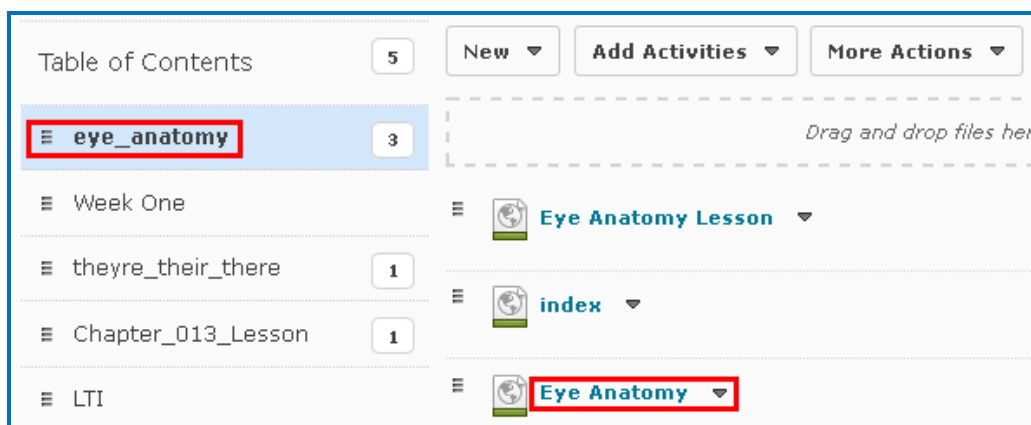 Table of Contents 5
eye_anatomy 3
Week One
theyre_their_there 1
Chapter_013_Lesson 1
LTI
New Add Activities More Actions
Drag and drop files her
Eye Anatomy Lesson
index
Eye Anatomy